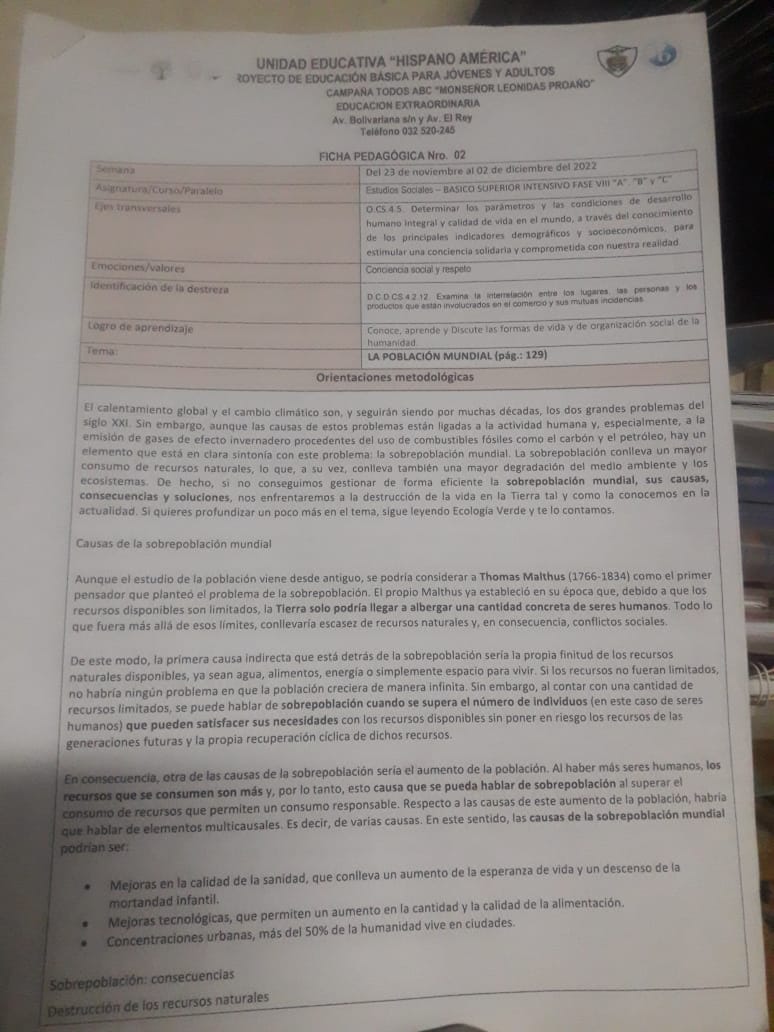 UNIDAD EDUCATIVA “HISPANO AMÉRICA”
ROYECTO DE EDUCACIÓN BÁSICA PARA JÓVENES Y ADULTOS
CAMPAÑA TODOS ABC “MONSEÑOR LEONIDAS PROAÑO”
EDUCACION EXTRAORDINARIA
Av. Bolivariana s/n y Av. El Rey
Teléfono 032 520-245
FICHA PEDAGÓGICA Nro. 02
Semana Del 23 de noviembre al 02 de diciembre del 2022
Asignatura/Curso/Paralelo Estudios Sociales – BASICO SUPERIOR INTENSIVO FASE VIII “A”. “B” y “C”
Ejes transversales O.CS.4.5. Determinar los parámetros y las condiciones de desarrollo
humano integral y calidad de vida en el mundo, a través del conocimiento
de los principales indicadores demográficos y socioeconómicos, para
estimular una conciencia solidaria y comprometida con nuestra realidad.
Emociones/valores Conciencia social y respeto
Identificación de la destreza D.C.D.CS.4.2.12. Examina la interrelación entre los lugares, las personas y los
productos que están involucrados en el comercio y sus mutuas incidencias.
Logro de aprendizaje Conoce, aprende y Discute las formas de vida y de organización social de la
humanidad.
Tema: LA POBLACIÓN MUNDIAL (pág.: 129)
Orientaciones metodológicas
El calentamiento global y el cambio climático son, y seguirán siendo por muchas décadas, los dos grandes problemas del
siglo XXI. Sin embargo, aunque las causas de estos problemas están ligadas a la actividad humana y, especialmente, a la
emisión de gases de efecto invernadero procedentes del uso de combustibles fósiles como el carbón y el petróleo, hay un
elemento que está en clara sintonía con este problema: la sobrepoblación mundial. La sobrepoblación conlleva un mayor
consumo de recursos naturales, lo que, a su vez, conlleva también una mayor degradación del medio ambiente y los
ecosistemas. De hecho, si no conseguimos gestionar de forma eficiente la sobrepoblación mundial, sus causas,
consecuencias y soluciones, nos enfrentaremos a la destrucción de la vida en la Tierra tal y como la conocemos en la
actualidad. Si quieres profundizar un poco más en el tema, sigue leyendo Ecología Verde y te lo contamos.
Causas de la sobrepoblación mundial
Aunque el estudio de la población viene desde antiguo, se podría considerar a Thomas Malthus (1766-1834) como el primer
pensador que planteó el problema de la sobrepoblación. El propio Malthus ya estableció en su época que, debido a que los
recursos disponibles son limitados, la Tierra solo podría llegar a albergar una cantidad concreta de seres humanos. Todo lo
que fuera más allá de esos límites, conllevaría escasez de recursos naturales y, en consecuencia, conflictos sociales.
De este modo, la primera causa indirecta que está detrás de la sobrepoblación sería la propia finitud de los recursos
naturales disponibles, ya sean agua, alimentos, energía o simplemente espacio para vivir. Si los recursos no fueran limitados,
no habría ningún problema en que la población creciera de manera infinita. Sin embargo, al contar con una cantidad de
recursos limitados, se puede hablar de sobrepoblación cuando se supera el número de individuos (en este caso de seres
humanos) que pueden satisfacer sus necesidades con los recursos disponibles sin poner en riesgo los recursos de las
generaciones futuras y la propia recuperación cíclica de dichos recursos.
En consecuencia, otra de las causas de la sobrepoblación sería el aumento de la población. Al haber más seres humanos, los
recursos que se consumen son más y, por lo tanto, esto causa que se pueda hablar de sobrepoblación al superar el
consumo de recursos que permiten un consumo responsable. Respecto a las causas de este aumento de la población, habría
que hablar de elementos multicausales. Es decir, de varias causas. En este sentido, las causas de la sobrepoblación mundial
podrían ser:
• Mejoras en la calidad de la sanidad, que conlleva un aumento de la esperanza de vida y un descenso de la
mortandad infantil.
• Mejoras tecnológicas, que permiten un aumento en la cantidad y la calidad de la alimentación.
• Concentraciones urbanas, más del 50% de la humanidad vive en ciudades.
Sobrepoblación: consecuencias
Destrucción de los recursos naturales